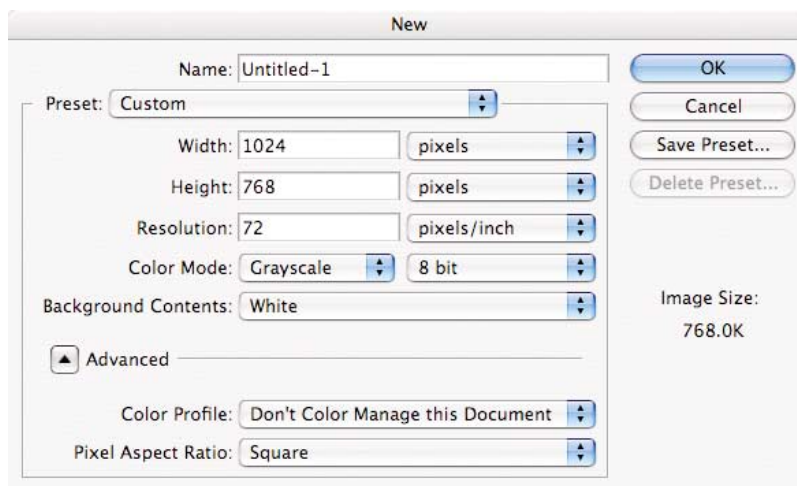 New
Name: Untitled-1
OK
Preset: Custom
Cancel
Width: 1024 pixels
Save Preset...
Height: 768 pixels
Delete Preset...
Resolution: 72 pixels/inch
Color Mode: Grayscale 8 bit
Background Contents: White
Image Size:
768.0K
Advanced
Color Profile: Don't Color Manage this Document
Pixel Aspect Ratio: Square